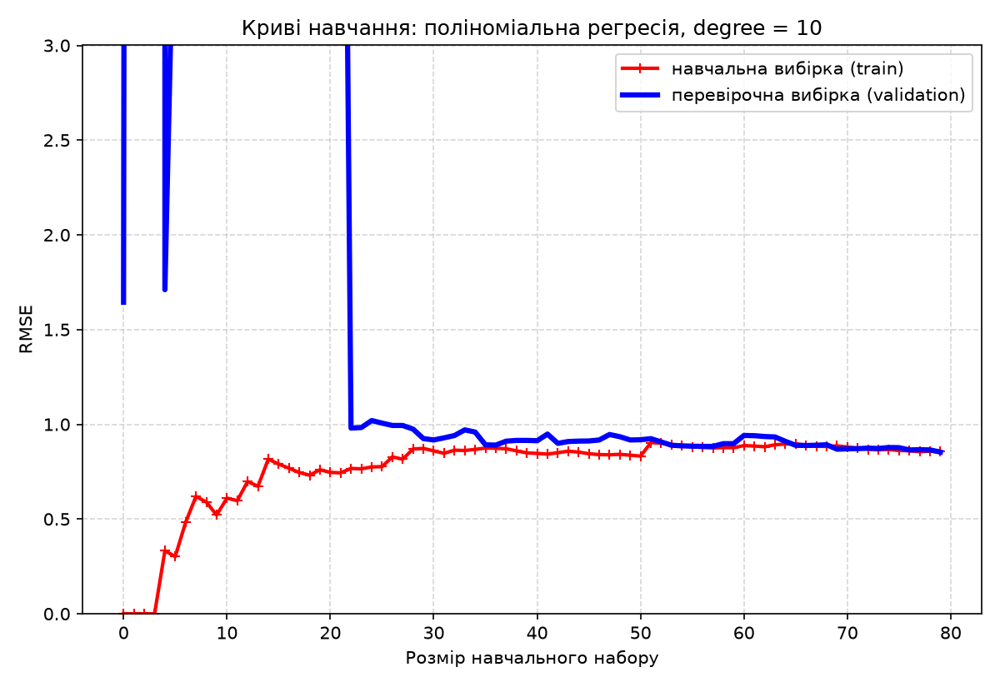 Криві навчання: поліноміальна регресія, degree = 10
навчальна вибірка (train)
перевірочна вибірка (validation)
3.0
2.5
2.0
1.5
1.0
0.5
0.0
RMSE
0 10 20 30 40 50 60 70 80
Розмір навчального набору